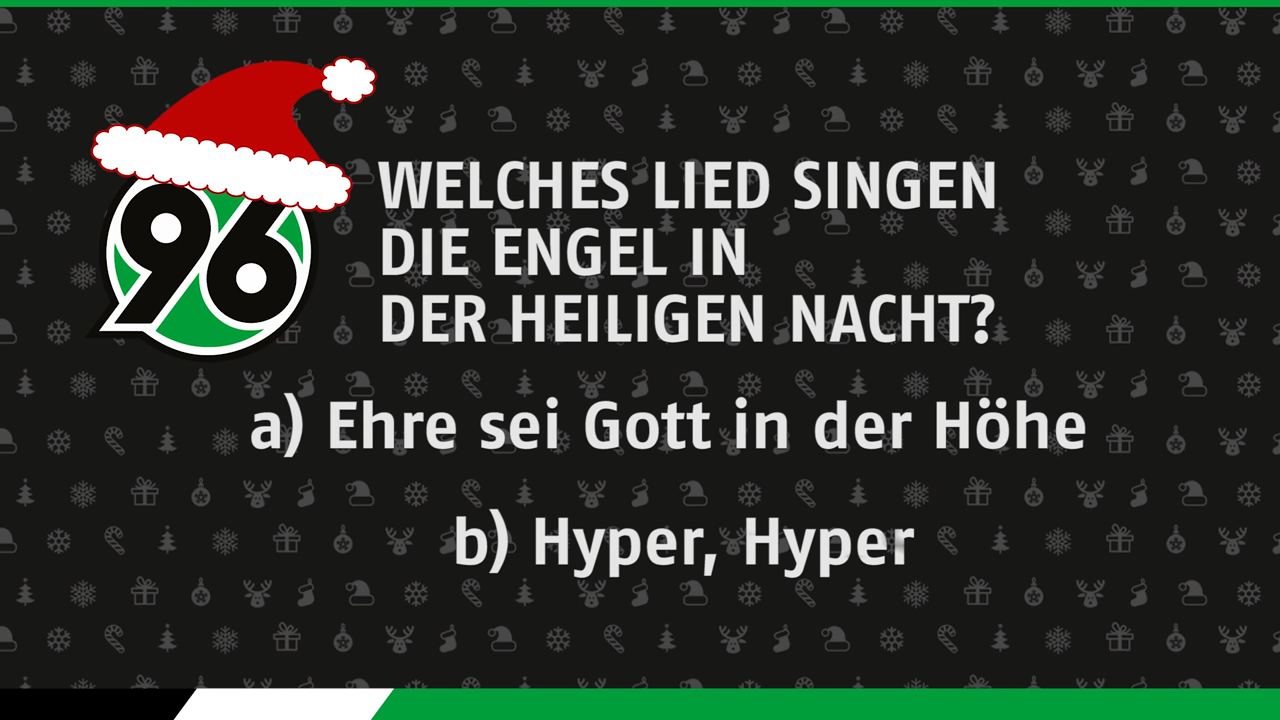 96
WELCHES LIED SINGEN
DIE ENGEL IN
DER HEILIGEN NACHT?
a) Ehre sei Gott in der Höhe
b) Hyper, Hyper